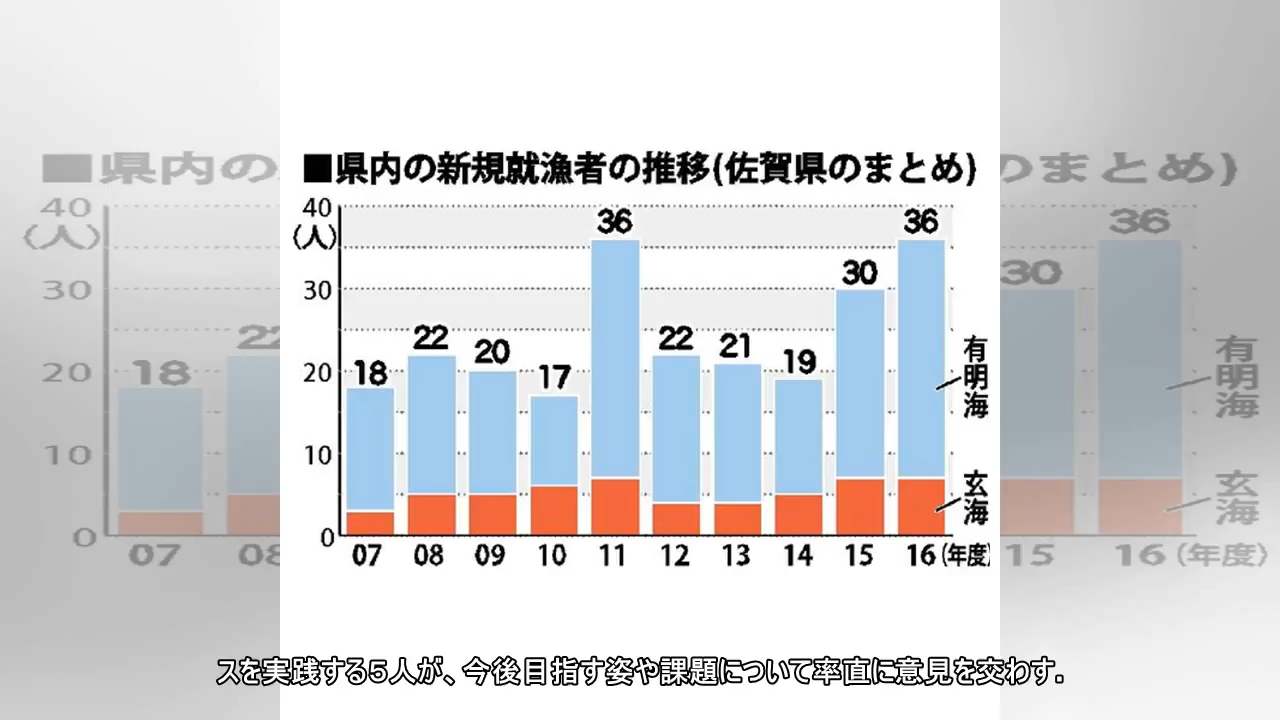 ■県内の新規就漁者の推移(佐賀県のまとめ)
40
(人)
30
20
10
0
18
22
20
17
36
22
21
19
30
36
有明海
玄海
07 08 09 10 11 12 13 14 15 16(年度)
スを実践する5人が、今後目指す姿や課題について率直に意見を交わす.